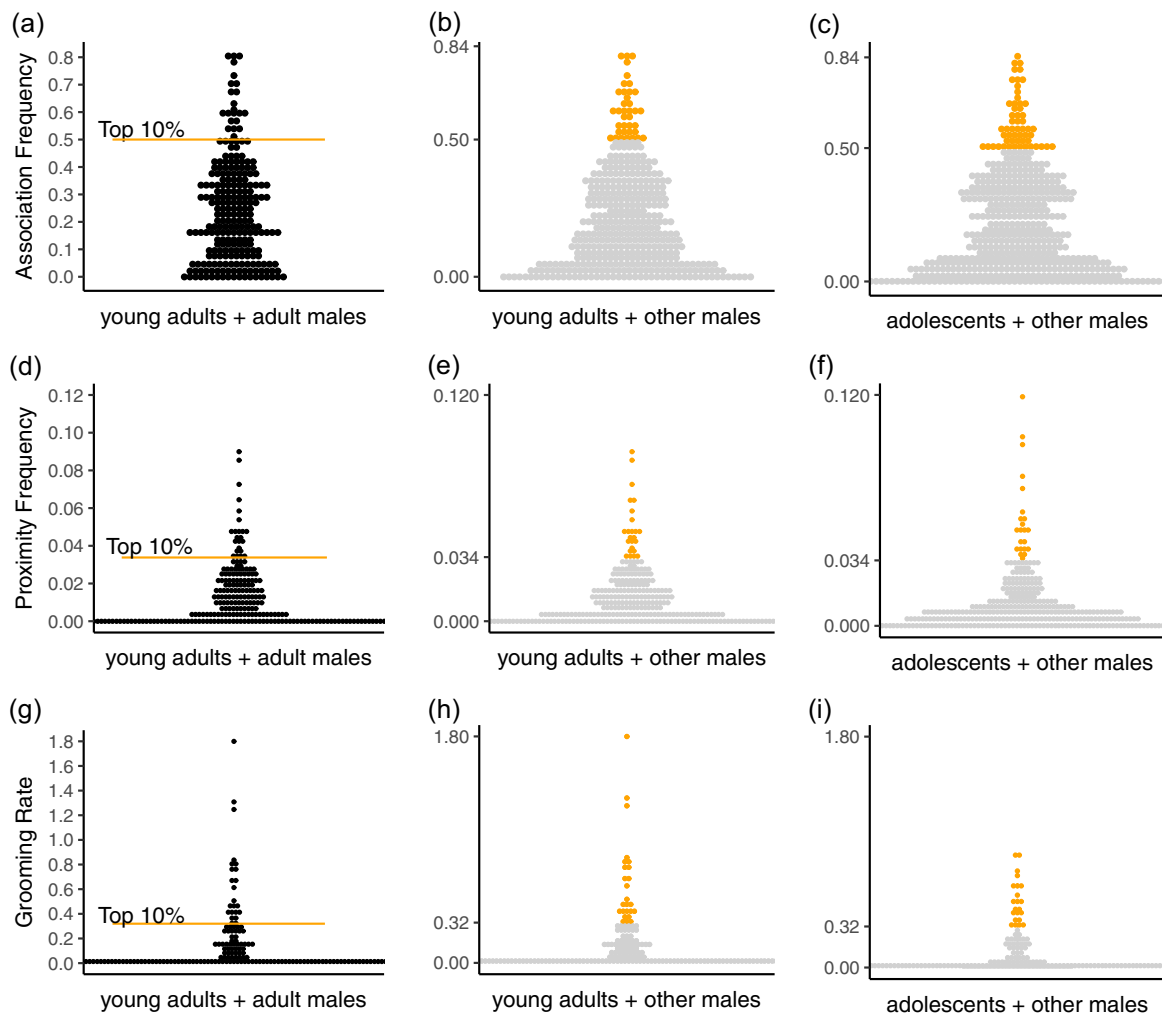 (a)
(b)
(c)
Association Frequency
0.8
0.7
0.6
0.5
0.4
0.3
0.2
0.1
0.0
Top 10%
young adults + adult males
0.84
0.50
0.00
young adults + other males
0.84
0.50
0.00
adolescents + other males
(d)
(e)
(f)
Proximity Frequency
0.12
0.10
0.08
0.06
0.04
0.02
0.00
Top 10%
young adults + adult males
0.120
0.034
0.000
young adults + other males
0.120
0.034
0.000
adolescents + other males
(g)
(h)
(i)
Grooming Rate
1.8
1.6
1.4
1.2
1.0
0.8
0.6
0.4
0.2
0.0
Top 10%
young adults + adult males
1.80
0.32
0.00
young adults + other males
1.80
0.32
0.00
adolescents + other males